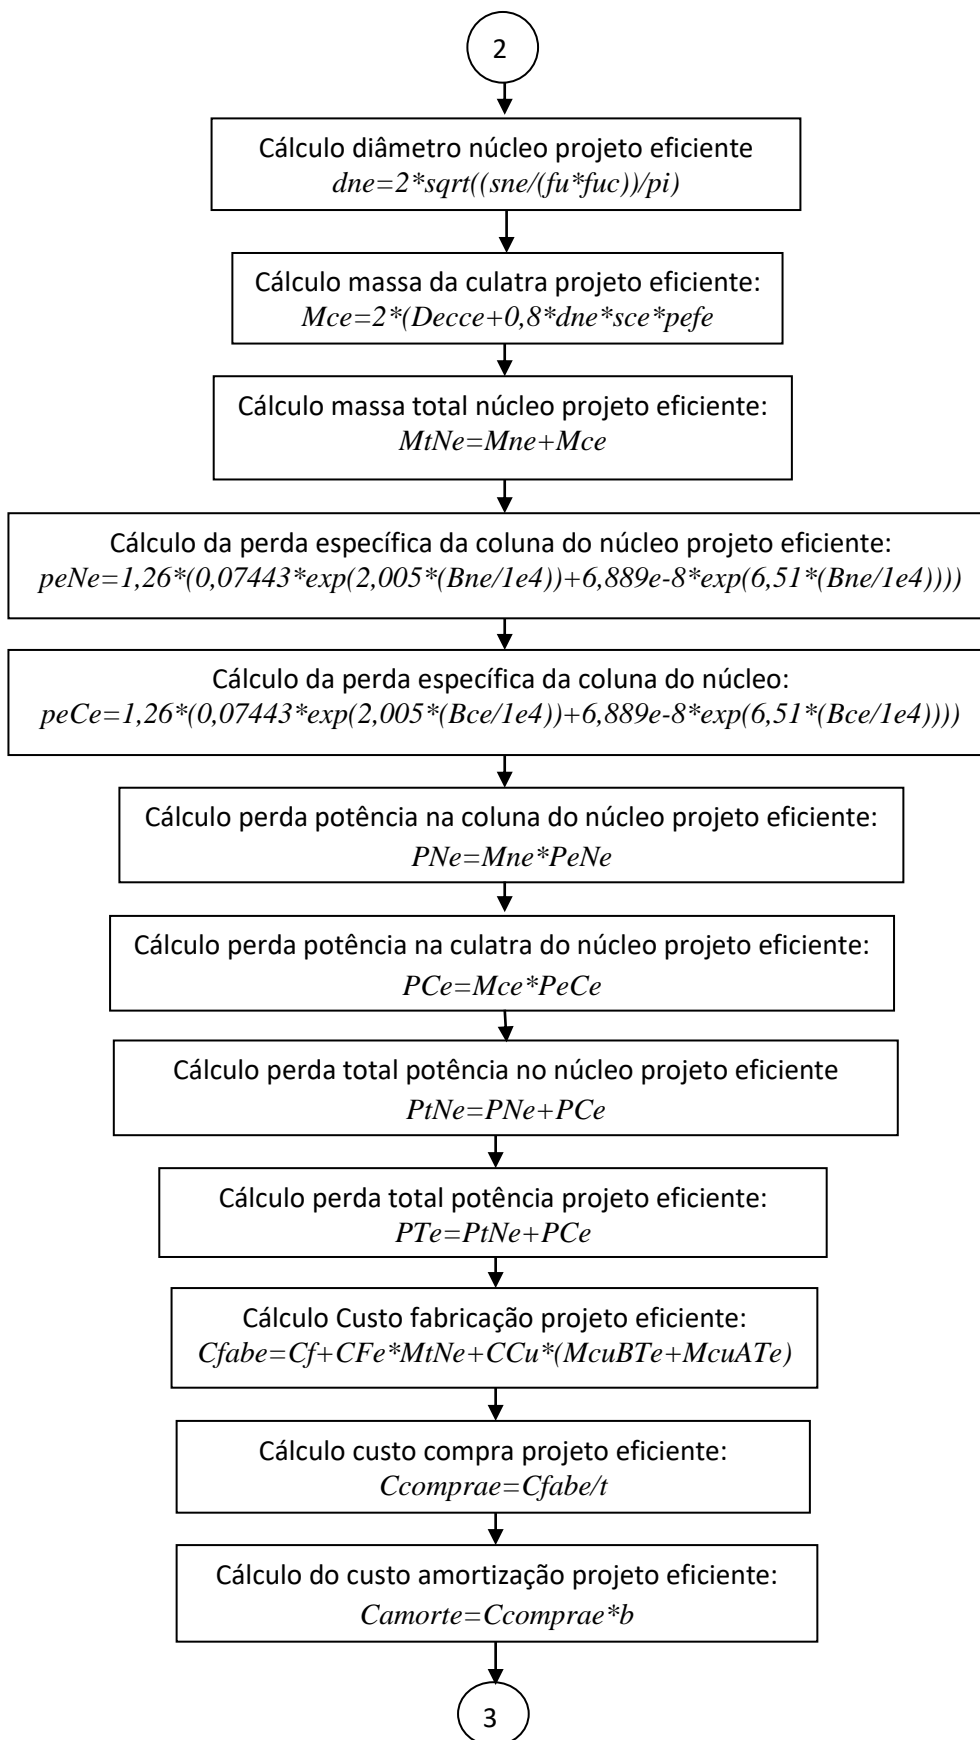 2
Cálculo diâmetro núcleo projeto eficiente
dne=2*sqrt((sne/(fu*fuc))/pi)
Cálculo massa da culatra projeto eficiente:
Mce=2*(Decce+0,8*dne*sce*pefe
Cálculo massa total núcleo projeto eficiente:
MtNe=Mne+Mce
Cálculo da perda específica da coluna do núcleo projeto eficiente:
peNe=1,26*(0,07443*exp(2,005*(Bne/1e4))+6,889e-8*exp(6,51*(Bne/1e4))))
Cálculo da perda específica da coluna do núcleo:
peCe=1,26*(0,07443*exp(2,005*(Bce/1e4))+6,889e-8*exp(6,51*(Bce/1e4))))
Cálculo perda potência na coluna do núcleo projeto eficiente:
PNe=Mne*PeNe
Cálculo perda potência na culatra do núcleo projeto eficiente:
PCe=Mce*PeCe
Cálculo perda total potência no núcleo projeto eficiente
PtNe=PNe+PCe
Cálculo perda total potência projeto eficiente:
PTe=PtNe+PCe
Cálculo Custo fabricação projeto eficiente:
Cfabe=Cf+CFe*MtNe+CCu*(McuBTe+McuATe)
Cálculo custo compra projeto eficiente:
Ccomprae=Cfabe/t
Cálculo do custo amortização projeto eficiente:
Camorte=Ccomprae*b
3